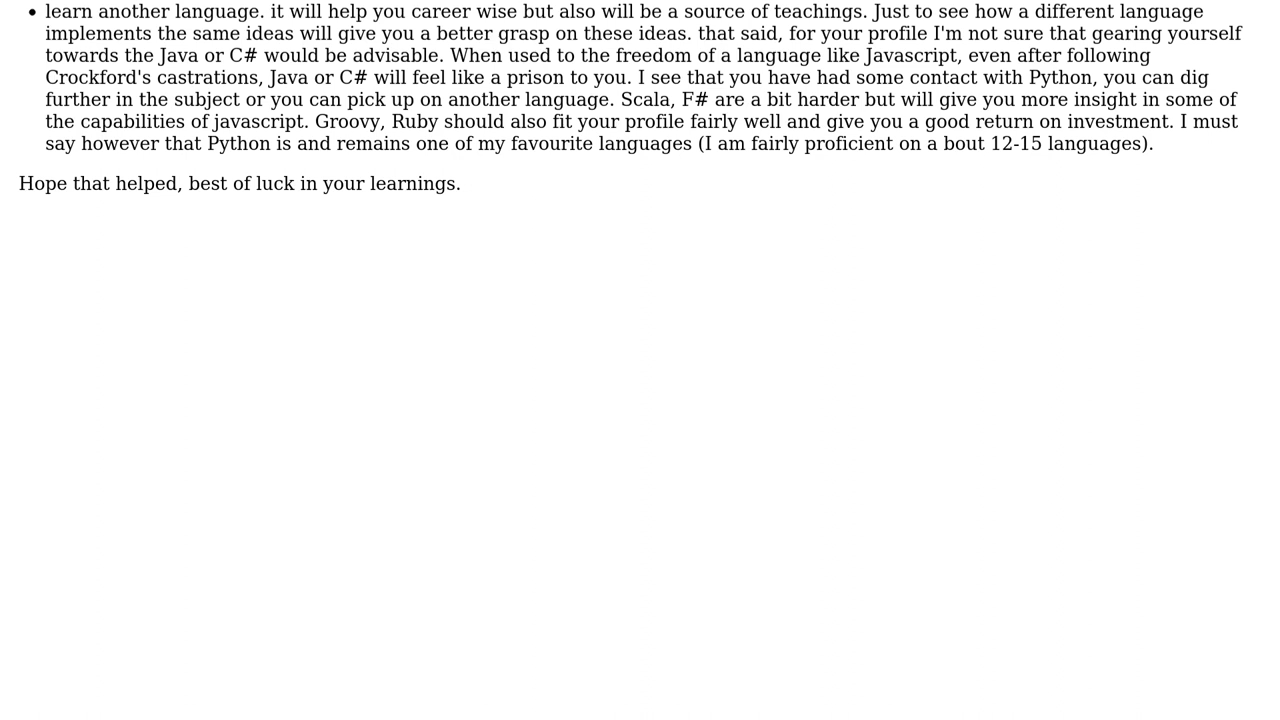 • learn another language. it will help you career wise but also will be a source of teachings. Just to see how a different language
implements the same ideas will give you a better grasp on these ideas. that said, for your profile I'm not sure that gearing yourself
towards the Java or C# would be advisable. When used to the freedom of a language like Javascript, even after following
Crockford's castrations, Java or C# will feel like a prison to you. I see that you have had some contact with Python, you can dig
further in the subject or you can pick up on another language. Scala, F# are a bit harder but will give you more insight in some of
the capabilities of javascript. Groovy, Ruby should also fit your profile fairly well and give you a good return on investment. I must
say however that Python is and remains one of my favourite languages (I am fairly proficient on a bout 12-15 languages).
Hope that helped, best of luck in your learnings.